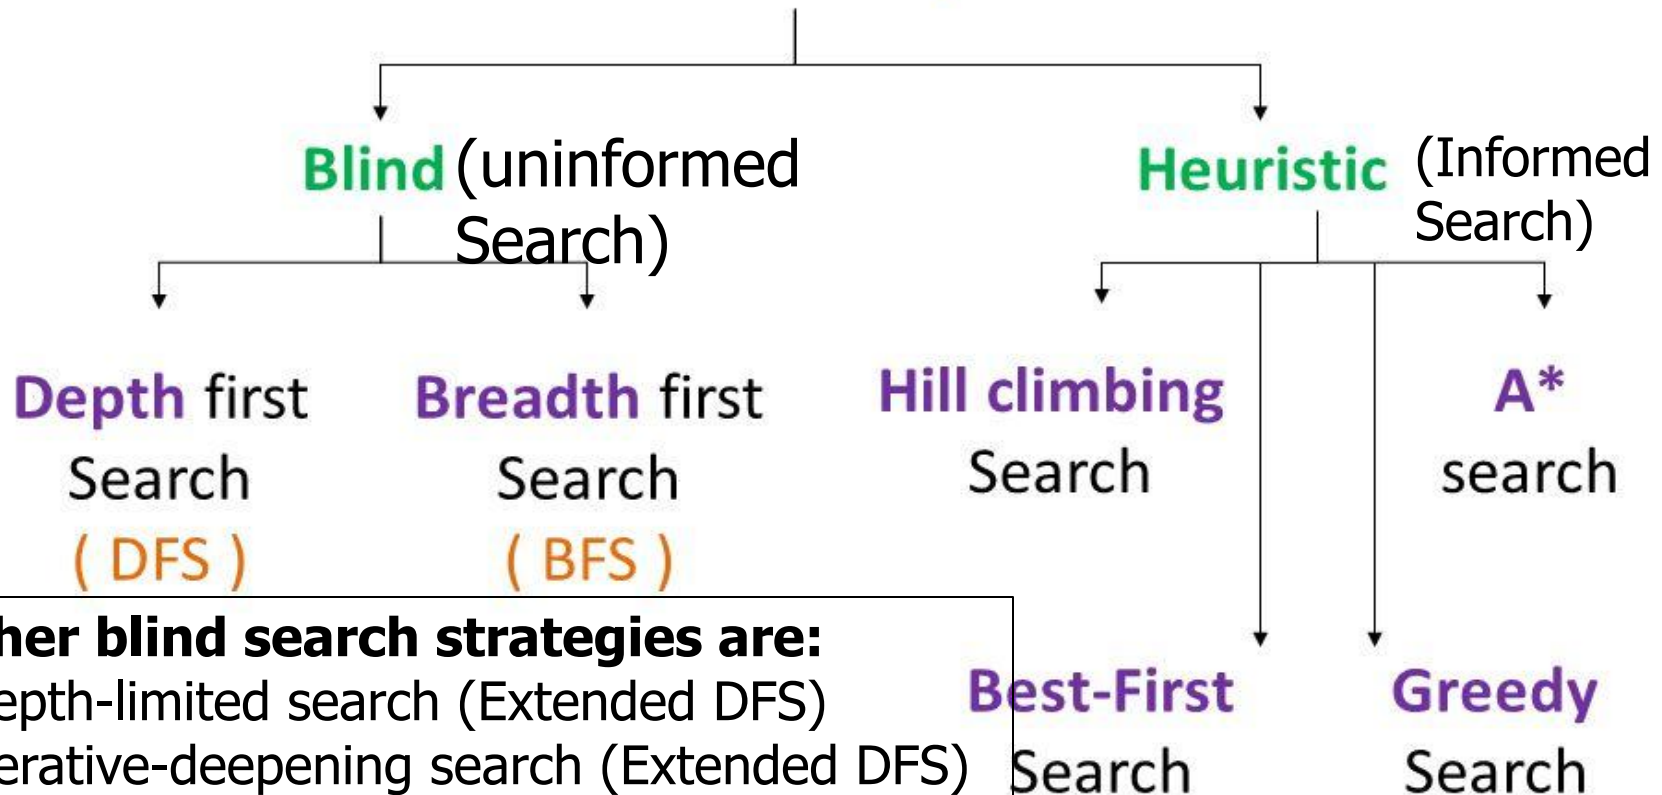 Blind (uninformed
Search)
Heuristic (Informed
Search)
Depth first
Search
( DFS )
Breadth first
Search
( BFS )
Hill climbing
Search
A*
search
her blind search strategies are:
epth-limited search (Extended DFS)
erative-deepening search (Extended DFS)
Best-First
Search
Greedy
Search